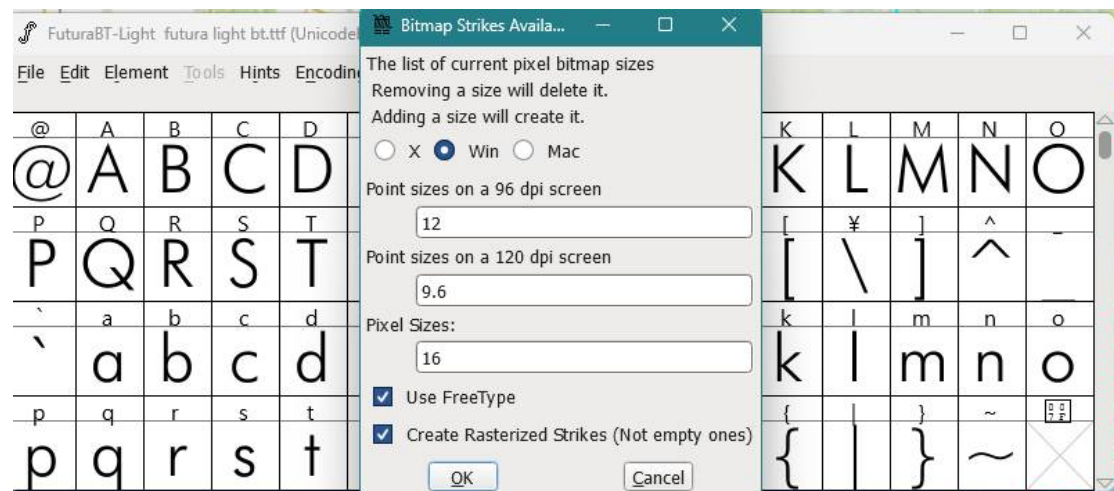 FuturaBT-Light futura light bt.ttf (Unicode
Bitmap Strikes Availa...
File Edit Element Tools Hints Encodin
The list of current pixel bitmap sizes
Removing a size will delete it.
Adding a size will create it.
X Win Mac
Point sizes on a 96 dpi screen
12
Point sizes on a 120 dpi screen
9.6
Pixel Sizes:
16
Use FreeType
Create Rasterized Strikes (Not empty ones)
OK Cancel
@ A B C D K L M N O
@ A B C D K L M N O
P Q R S T [ ¥ ] ^ _
P Q R S T [ \ ] ^ _
` a b c d k l m n o
` a b c d k l m n o
p q r s t { | } ~
p q r s t { | } ~